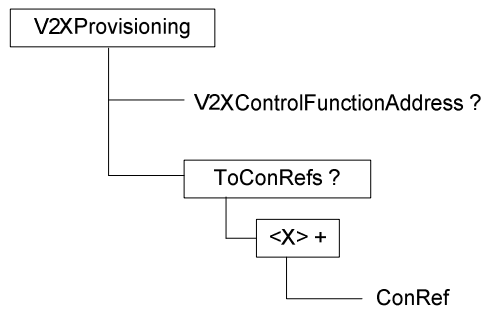 V2XProvisioning
V2XControlFunctionAddress ?
ToConRefs ?
<X> +
ConRef